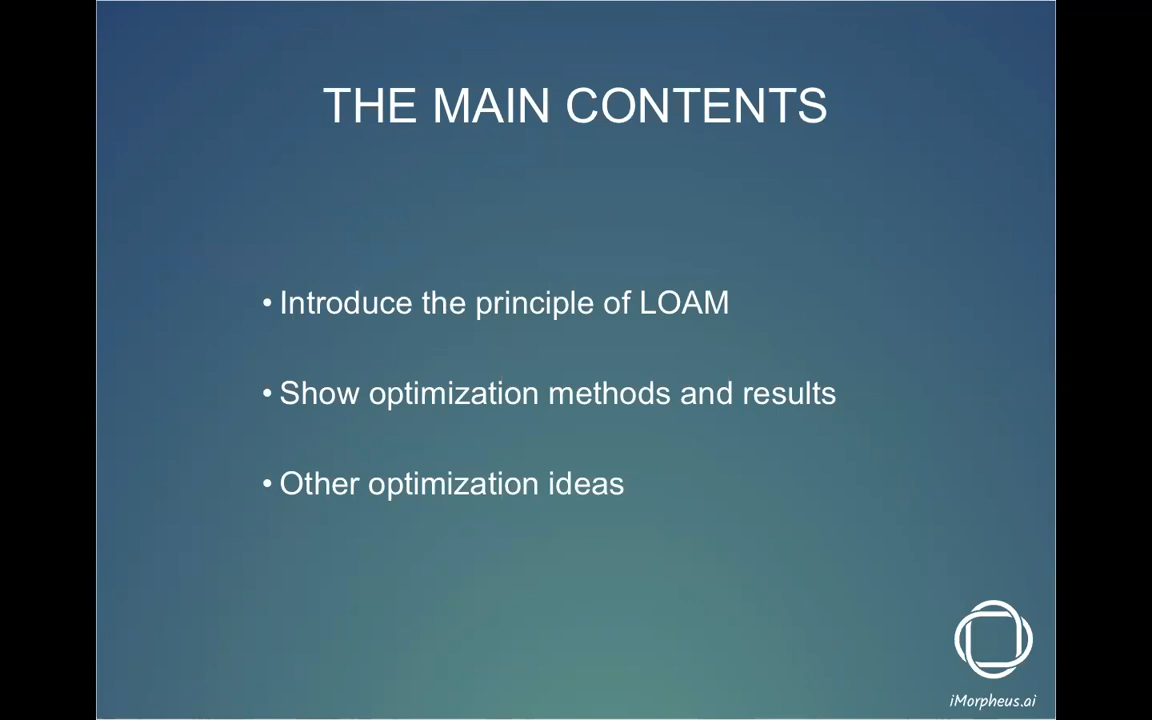 THE MAIN CONTENTS
• Introduce the principle of LOAM
• Show optimization methods and results
• Other optimization ideas
iMorpheus.ai